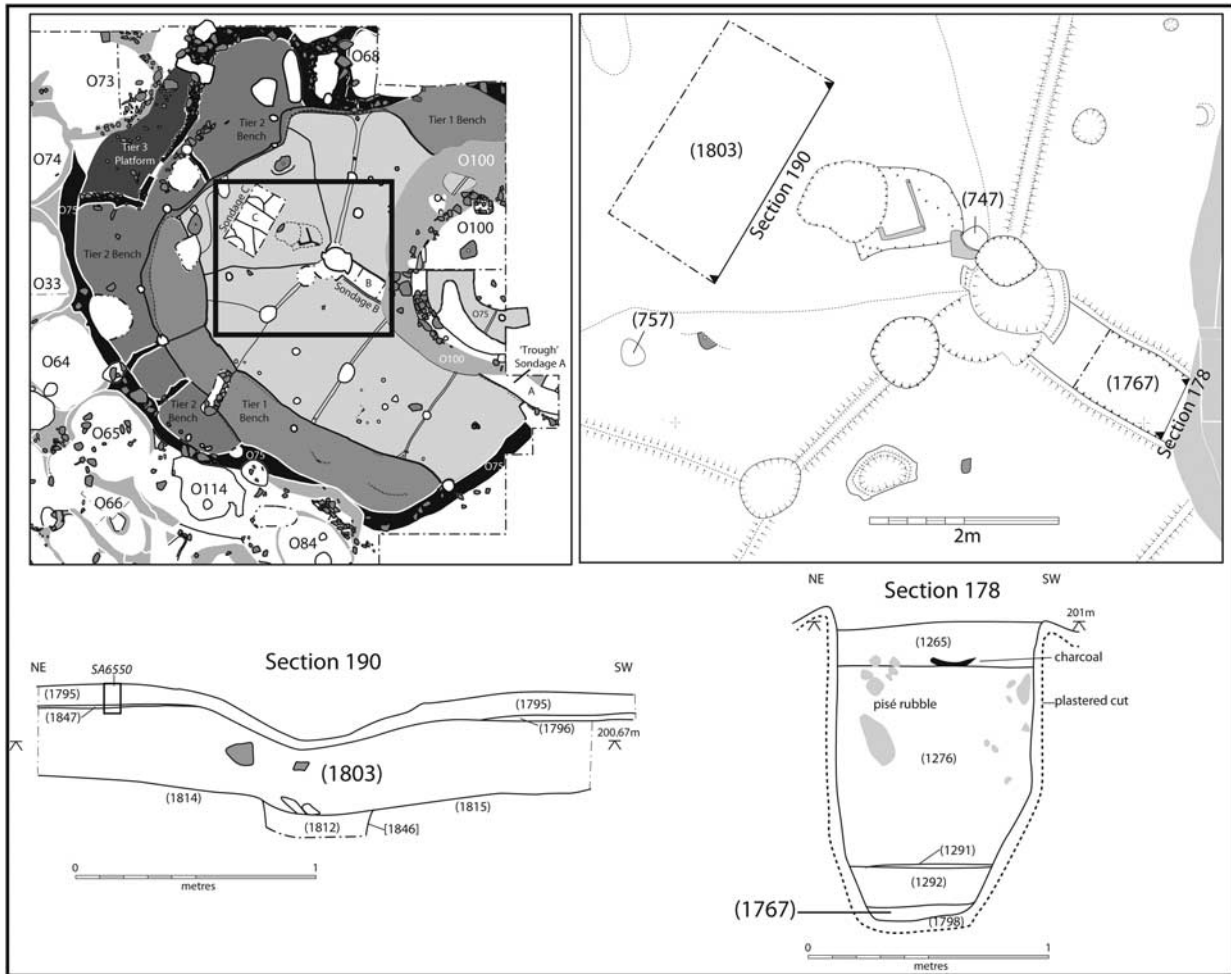 O73
O68
Tier 2
Bench
Tier 1 Bench
Tier 3
Platform
O74
O100
O75
Sondage C
C
O100
Tier 2 Bench
O33
B
Sondage B
O75
O100
'Trough'
Sondage A
A
O64
Tier 2
Bench
Tier 1
Bench
O65
O75
O75
O114
O66
O84
(1803)
Section 190
(747)
(757)
(1767)
Section 178
2m
Section 190
NE
SW
SA6550
(1795)
(1795)
(1847)
(1796)
200.67m
(1803)
(1814)
(1815)
(1812)
[1846]
0
1
metres
NE
SW
Section 178
201m
(1265)
charcoal
pisé rubble
plastered cut
(1276)
(1291)
(1292)
(1767)
(1798)
0
1
metres